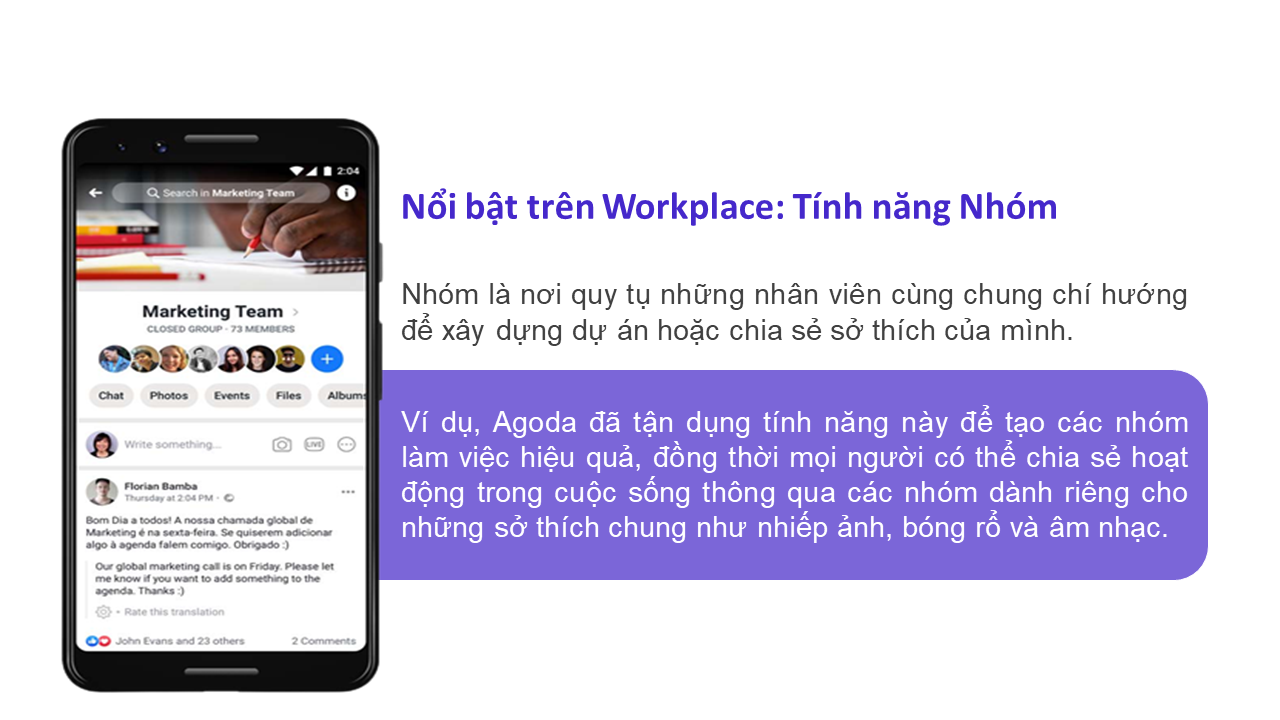 2:04
Search in Marketing Team
Marketing Team
CLOSED GROUP · 73 MEMBERS
Chat Photos Events Files Albums
Write something...
LIVE
Florian Bamba
Thursday at 2:04 PM ·
Bom Dia a todos! A nossa chamada global de
Marketing é na sexta-feira. Se quiserem adicionar
algo à agenda falem comigo. Obrigado :)
Our global marketing call is on Friday. Please let
me know if you want to add something to the
agenda. Thanks :)
• Rate this translation
John Evans and 23 others 2 Comments
Nổi bật trên Workplace: Tính năng Nhóm
Nhóm là nơi quy tụ những nhân viên cùng chung chí hướng
để xây dựng dự án hoặc chia sẻ sở thích của mình.
Ví dụ, Agoda đã tận dụng tính năng này để tạo các nhóm
làm việc hiệu quả, đồng thời mọi người có thể chia sẻ hoạt
động trong cuộc sống thông qua các nhóm dành riêng cho
những sở thích chung như nhiếp ảnh, bóng rổ và âm nhạc.